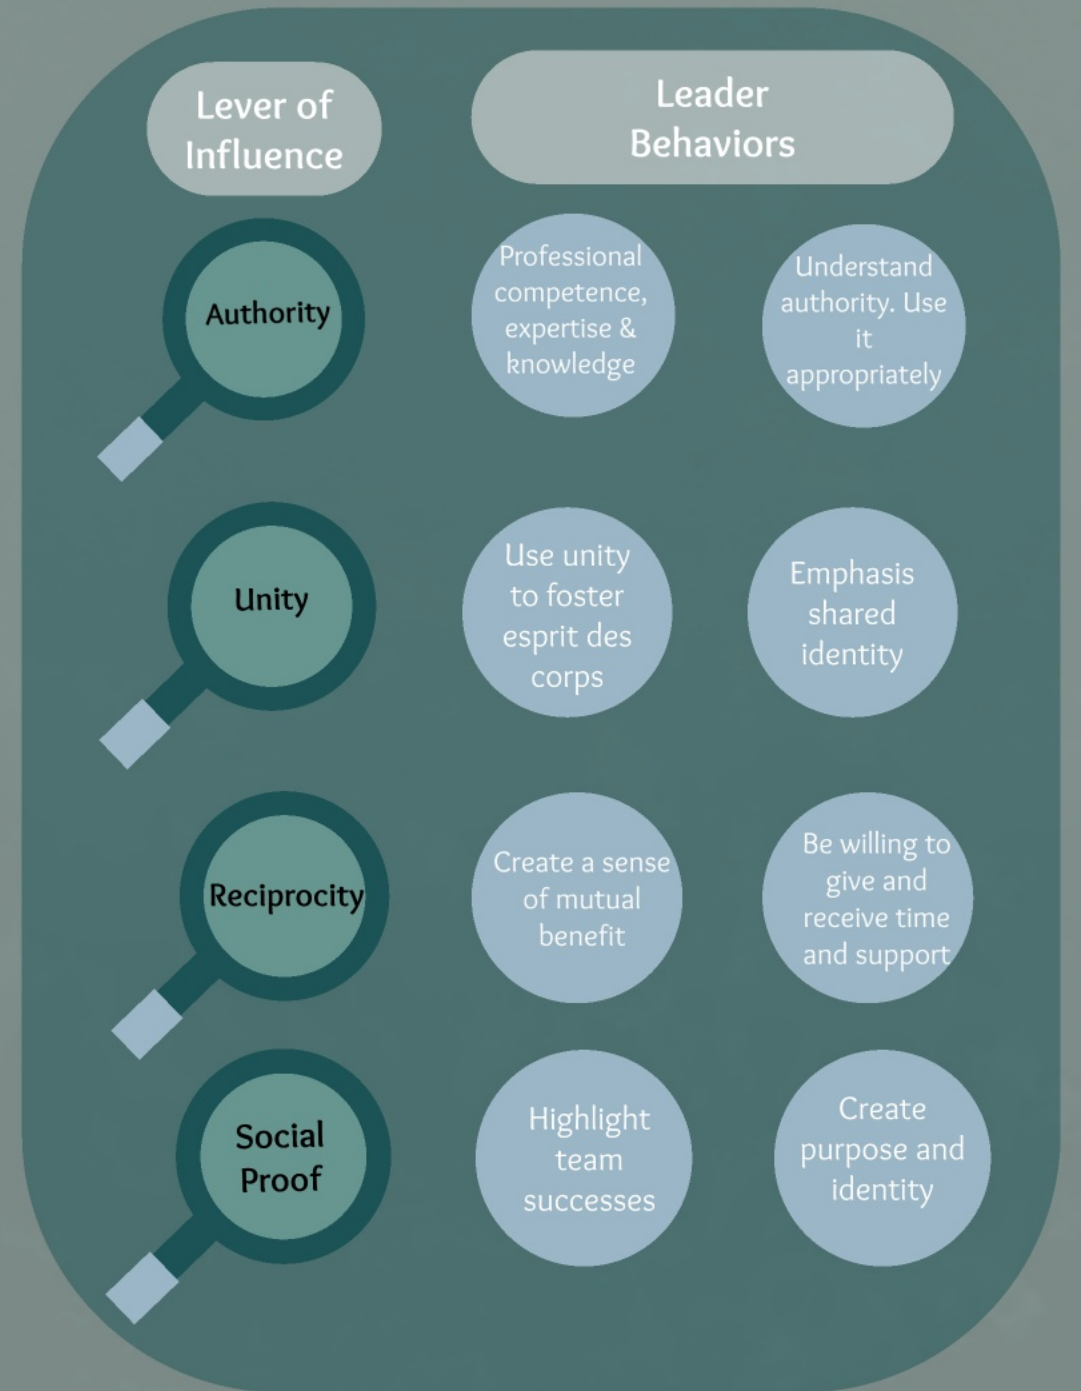 Lever of
Influence
Leader
Behaviors
Authority
Professional
competence,
expertise &
knowledge
Understand
authority. Use
it
appropriately
Unity
Use unity
to foster
esprit des
corps
Emphasis
shared
identity
Reciprocity
Create a sense
of mutual
benefit
Be willing to
give and
receive time
and support
Social
Proof
Highlight
team
successes
Create
purpose and
identity